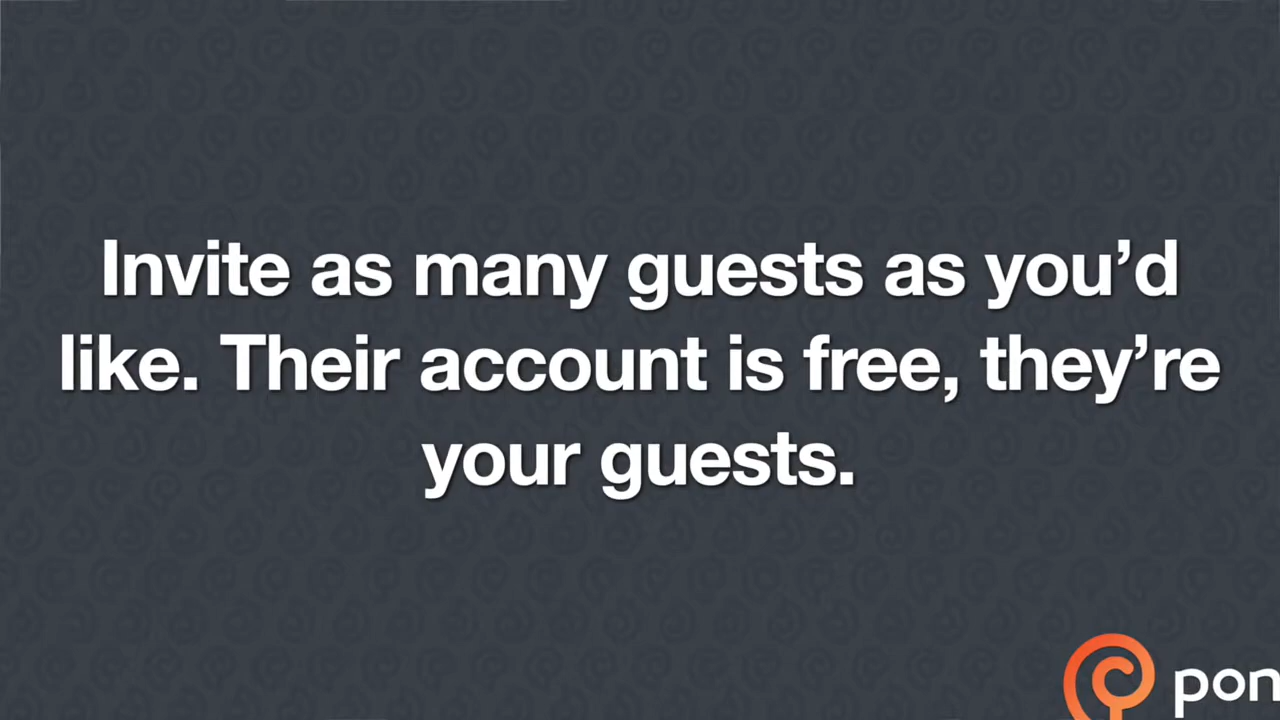 Invite as many guests as you’d
like. Their account is free, they’re
your guests.
pon